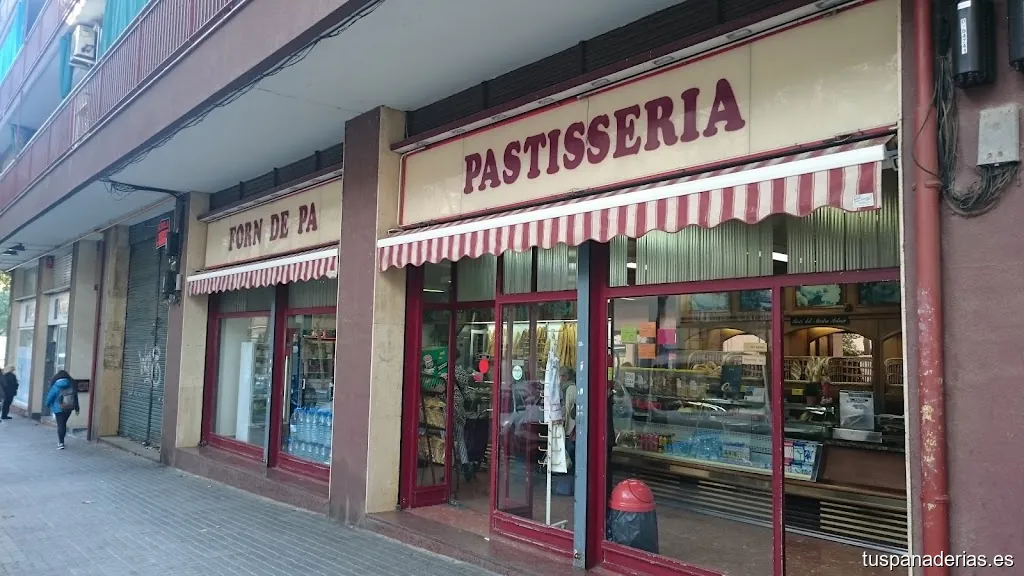 FORN DE PA
PASTISSERIA
tuspanaderias.es